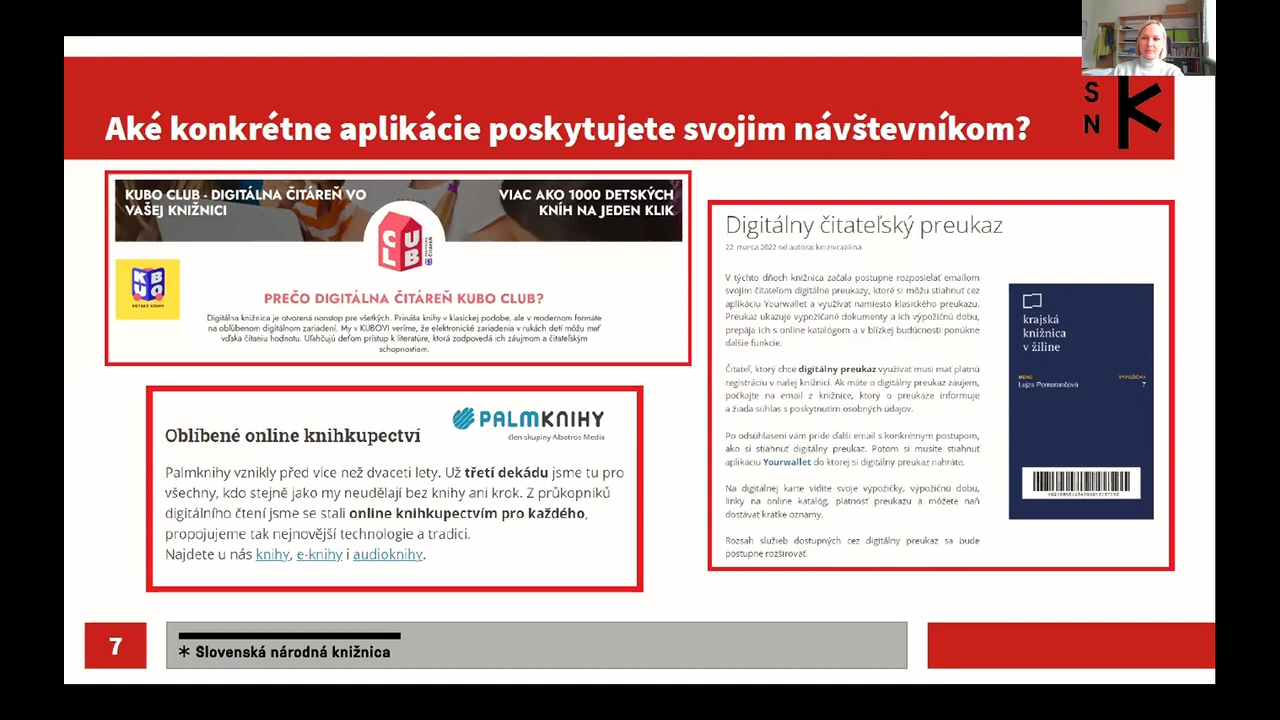 Aké konkrétne aplikácie poskytujete svojim návštevníkom?
S
N
K
KUBO CLUB - DIGITÁLNA ČITÁREŇ VO
VAŠEJ KNIŽNICI
VIAC AKO 1000 DETSKÝCH
KNÍH NA JEDEN KLIK
CLUB
KUBO
DETSKÉ KNIHY
PREČO DIGITÁLNA ČITÁREŇ KUBO CLUB?
Digitálna knižnica je otvorená nonstop pre všetkých. Prináša knihy v klasickej podobe, ale v modernom formáte
na obľúbenom digitálnom zariadení. My v KUBOVI veríme, že elektronické zariadenia v rukách detí môžu mať
vďaka čítaniu hodnotu. Uľahčujú deťom prístup k literatúre, ktorá zodpovedá ich záujmom a čitateľským
schopnostiam.
PALMKNIHY
člen skupiny Albatros Media
Oblíbené online knihkupectví
Palmknihy vznikly před více než dvaceti lety. Už třetí dekádu jsme tu pro
všechny, kdo stejně jako my neudělají bez knihy ani krok. Z průkopníků
digitálního čtení jsme se stali online knihkupectvím pro každého,
propojujeme tak nejnovější technologie a tradici.
Najdete u nás knihy, e-knihy i audioknihy.
Digitálny čitateľský preukaz
22. marca 2022 od autora:kniznicazilina
V týchto dňoch knižnica začala postupne rozposielať emailom
svojim čitateľom digitálne preukazy, ktoré si môžu stiahnuť cez
aplikáciu Yourwallet a využívať namiesto klasického preukazu.
Preukaz ukazuje vypožičané dokumenty a ich výpožičnú dobu,
prepája ich s online katalógom a v blízkej budúcnosti ponúkne
ďalšie funkcie.
Čitateľ, ktorý chce digitálny preukaz využívať musí mať platnú
registráciu v našej knižnici. Ak máte o digitálny preukaz záujem,
počkajte na email z knižnice, ktorý o preukaze informuje
a žiada súhlas s poskytnutím osobných údajov.
Po odsúhlasení vám príde ďalší email s konkrétnym postupom,
ako si stiahnuť digitálny preukaz. Potom si musíte stiahnuť
aplikáciu Yourwallet do ktorej si digitálny preukaz nahráte.
Na digitálnej karte vidíte svoje výpožičky, výpožičnú dobu,
linky na online katalóg, platnosť preukazu a môžete naň
dostávať krátke oznamy.
Rozsah služieb dostupných cez digitálny preukaz sa bude
postupne rozširovať.
krajská
knižnica
v žiline
MENO
VÝPOŽIČKY
Lujza Pomarančová
7
7
Slovenská národná knižnica